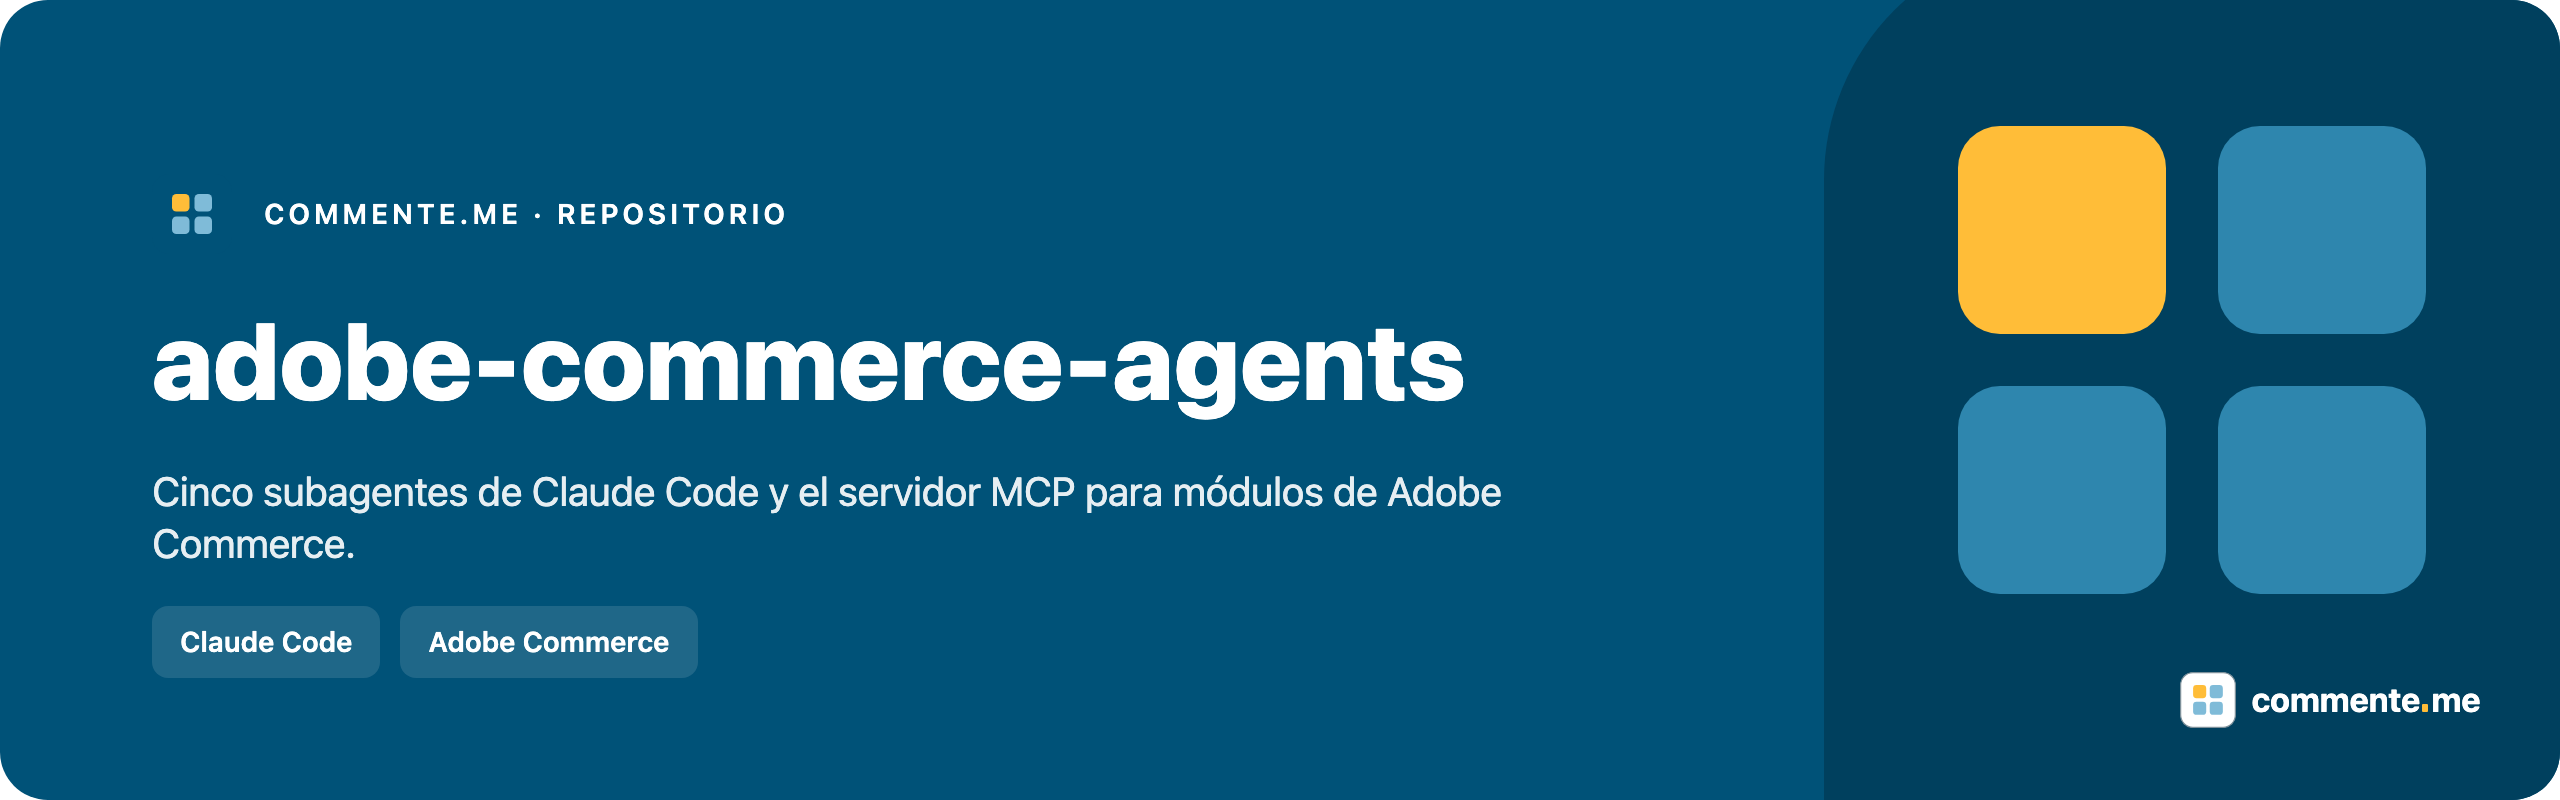 COMMENTE.ME · REPOSITORIO
adobe-commerce-agents
Cinco subagentes de Claude Code y el servidor MCP para módulos de Adobe
Commerce.
Claude Code
Adobe Commerce
commente.me